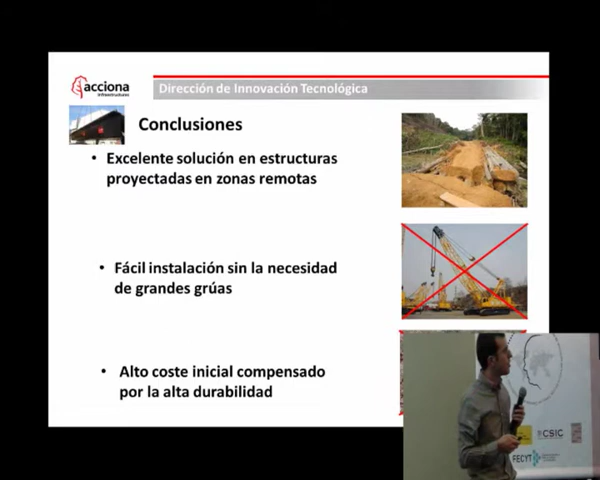 acciona
Dirección de Innovación Tecnológica
Conclusiones
• Excelente solución en estructuras
proyectadas en zonas remotas
• Fácil instalación sin la necesidad
de grandes grúas
• Alto coste inicial compensado
por la alta durabilidad
CSIC
FECYT